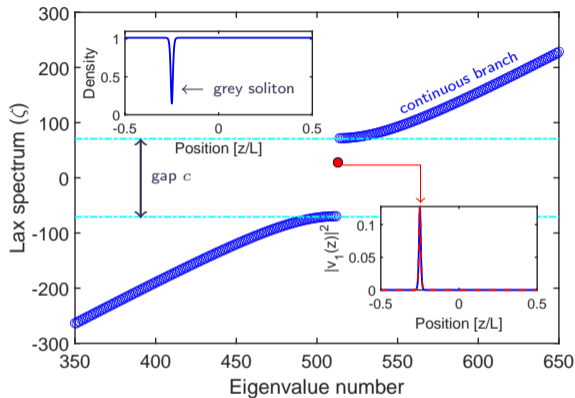 300
200
100
0
-100
-200
-300
Lax spectrum (ζ)
350
400
450
500
550
600
650
Eigenvalue number
1
0.5
0
Density
-0.5
0
0.5
Position [z/L]
← grey soliton
continuous branch
gap c
0.1
0.05
0
|v₁(z)|²
-0.5
0
0.5
Position [z/L]